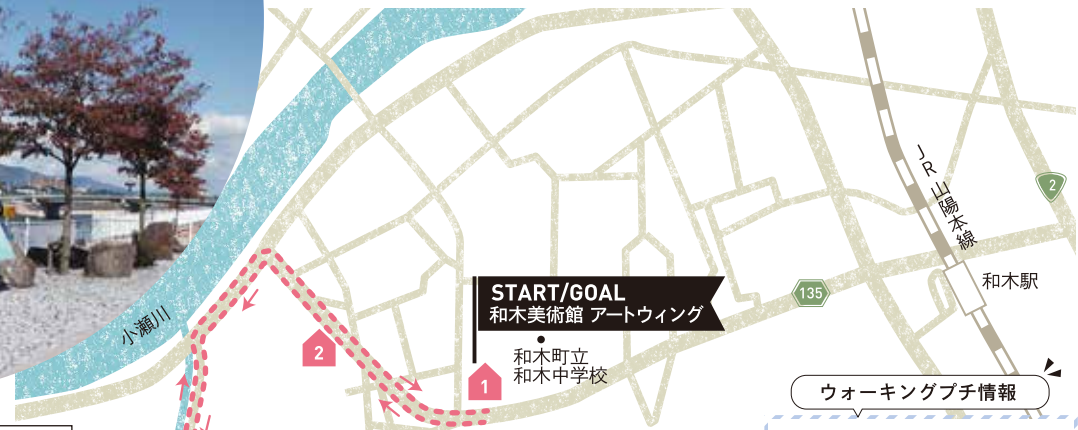 2
JR山陽本線
START/GOAL
和木美術館 アートウィング
135
和木駅
小瀬川
2
和木町立
和木中学校
1
ウォーキングプチ情報